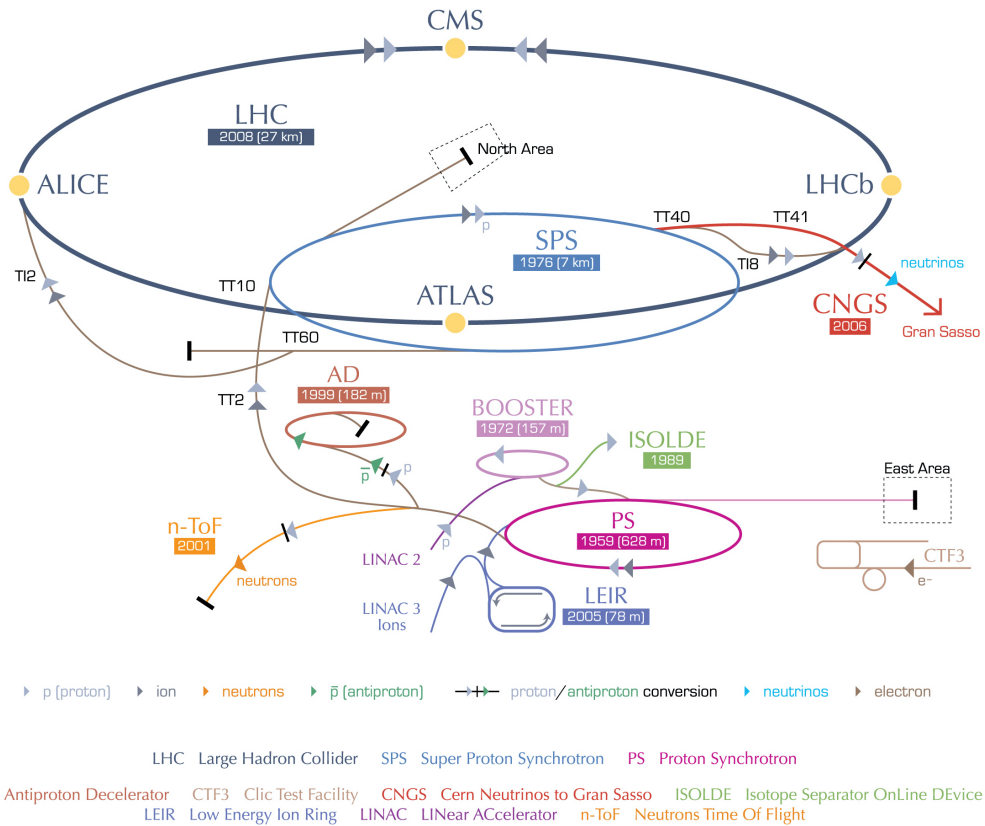 CMS
LHC
2008 (27 km)
North Area
ALICE
LHCb
TT40
TT41
p
SPS
1976 (7 km)
TI8
neutrinos
TI2
TT10
ATLAS
CNGS
2006
Gran Sasso
TT60
AD
1999 (182 m)
TT2
BOOSTER
1972 (157 m)
ISOLDE
1989
p
p̅
East Area
n-ToF
2001
PS
1959 (628 m)
p
LINAC 2
CTF3
neutrons
e-
LINAC 3
Ions
LEIR
2005 (78 m)
p (proton) ion neutrons p̅ (antiproton) proton/antiproton conversion neutrinos electron
LHC Large Hadron Collider SPS Super Proton Synchrotron PS Proton Synchrotron
Antiproton Decelerator CTF3 Clic Test Facility CNGS Cern Neutrinos to Gran Sasso ISOLDE Isotope Separator OnLine DEvice
LEIR Low Energy Ion Ring LINAC LINear ACcelerator n-ToF Neutrons Time Of Flight